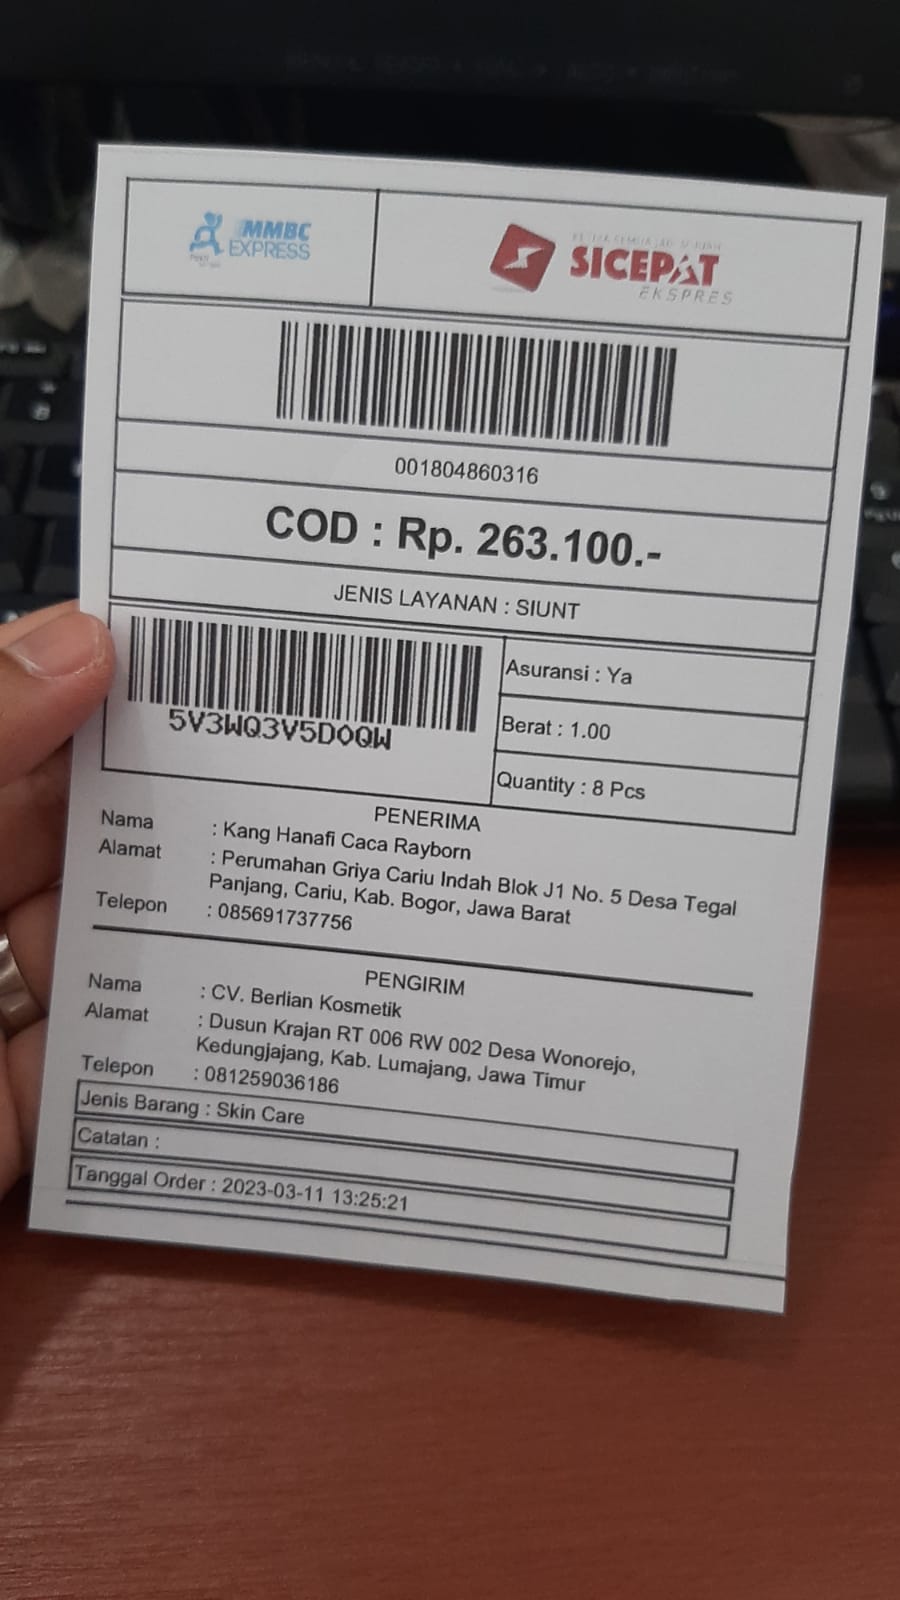 MMBC
EXPRESS
SICEPAT
EKSPRES
001804860316
COD : Rp. 263.100.-
JENIS LAYANAN : SIUNT
5V3WQ3V5DOQW
Asuransi : Ya
Berat : 1.00
Quantity : 8 Pcs
PENERIMA
Nama : Kang Hanafi Caca Rayborn
Alamat : Perumahan Griya Cariu Indah Blok J1 No. 5 Desa Tegal
Panjang, Cariu, Kab. Bogor, Jawa Barat
Telepon : 085691737756
PENGIRIM
Nama : CV. Berlian Kosmetik
Alamat : Dusun Krajan RT 006 RW 002 Desa Wonorejo,
Kedungjajang, Kab. Lumajang, Jawa Timur
Telepon : 081259036186
Jenis Barang : Skin Care
Catatan :
Tanggal Order : 2023-03-11 13:25:21